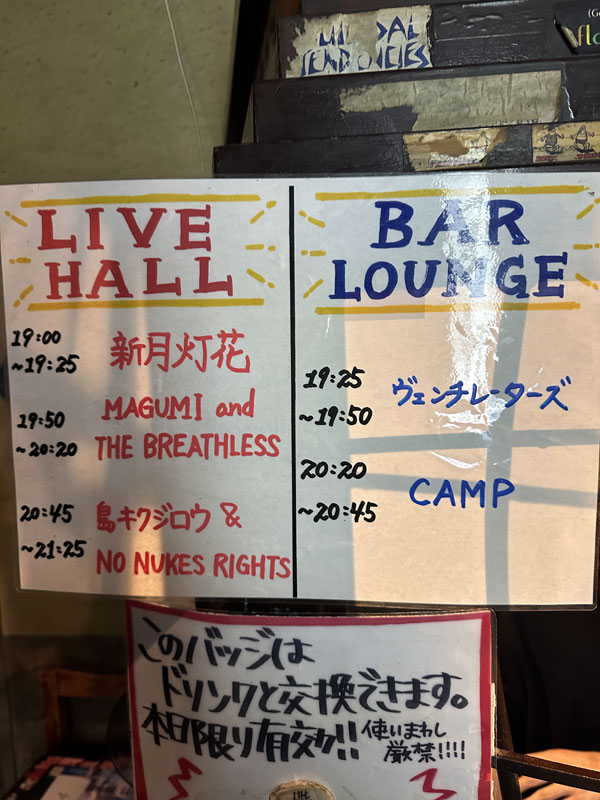 LIVE
HALL
19:00
~19:25
新月灯花
19:50
~20:20
MAGUMI and
THE BREATHLESS
20:45
~21:25
島キクジロウ &
NO NUKES RIGHTS
BAR
LOUNGE
19:25
~19:50
ヴェンチレーターズ
20:20
~20:45
CAMP
このバッジは
ドリンクと交換できます。
本日限り有効!!
使いまわし
厳禁!!!!